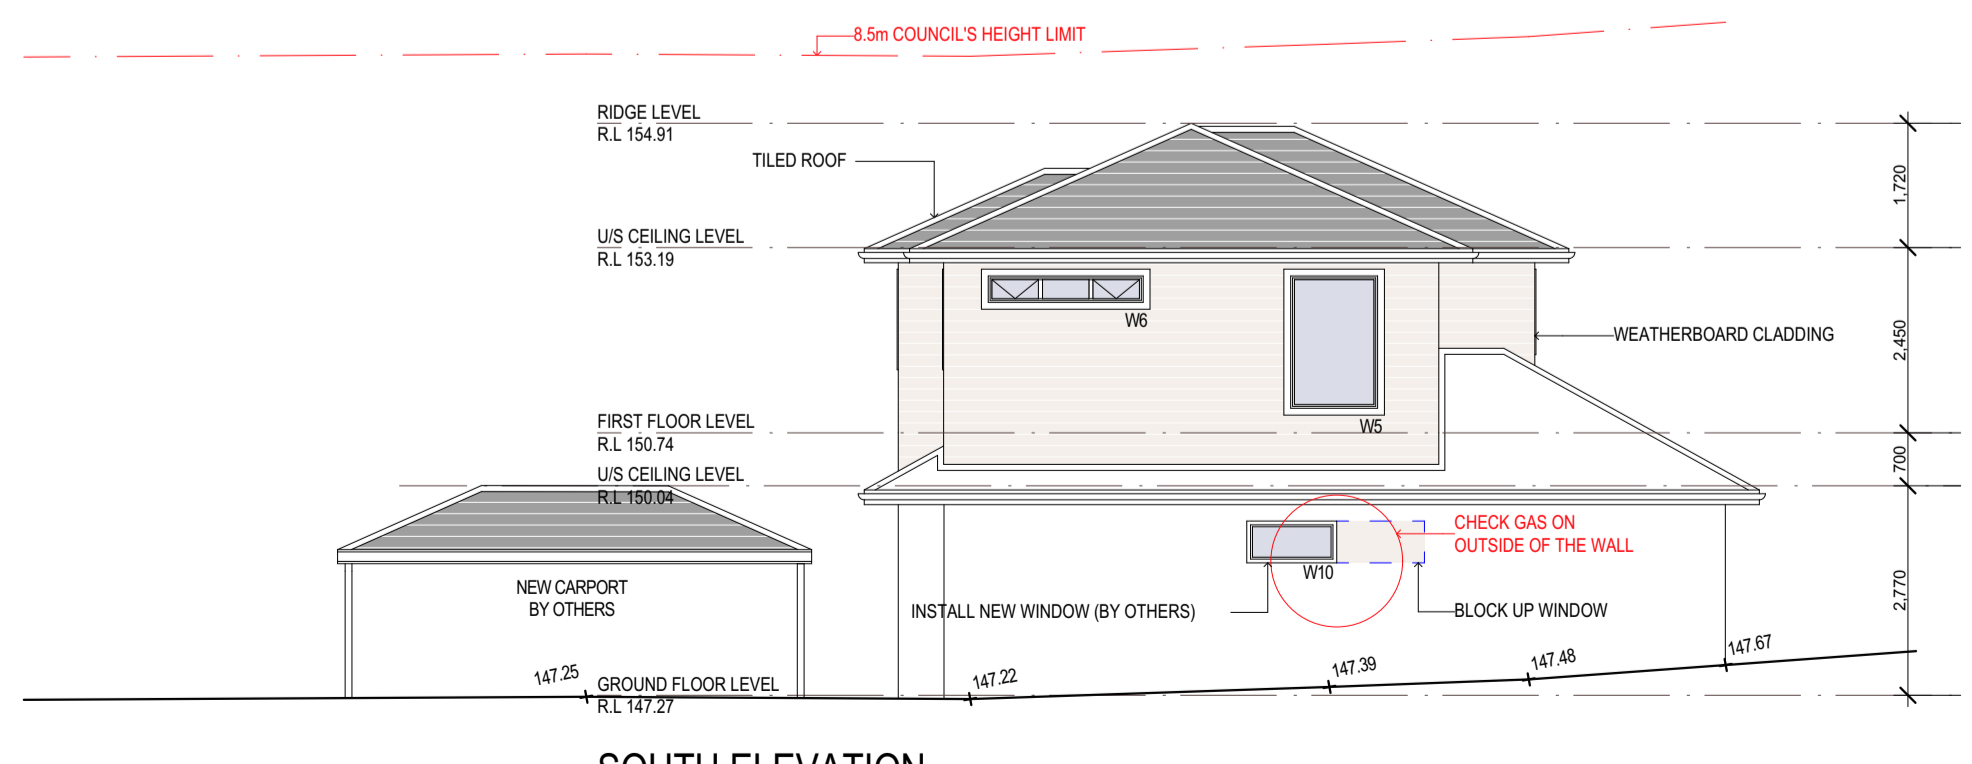 8.5m COUNCIL'S HEIGHT LIMIT
RIDGE LEVEL
R.L 154.91
TILED ROOF
1,720
U/S CEILING LEVEL
R.L 153.19
W6
WEATHERBOARD CLADDING
2,450
FIRST FLOOR LEVEL
R.L 150.74
W5
700
U/S CEILING LEVEL
R.L 150.04
CHECK GAS ON
OUTSIDE OF THE WALL
W10
NEW CARPORT
BY OTHERS
INSTALL NEW WINDOW (BY OTHERS)
BLOCK UP WINDOW
2,770
147.25
GROUND FLOOR LEVEL
R.L 147.27
147.22
147.39
147.48
147.67
SOUTH ELEVATION